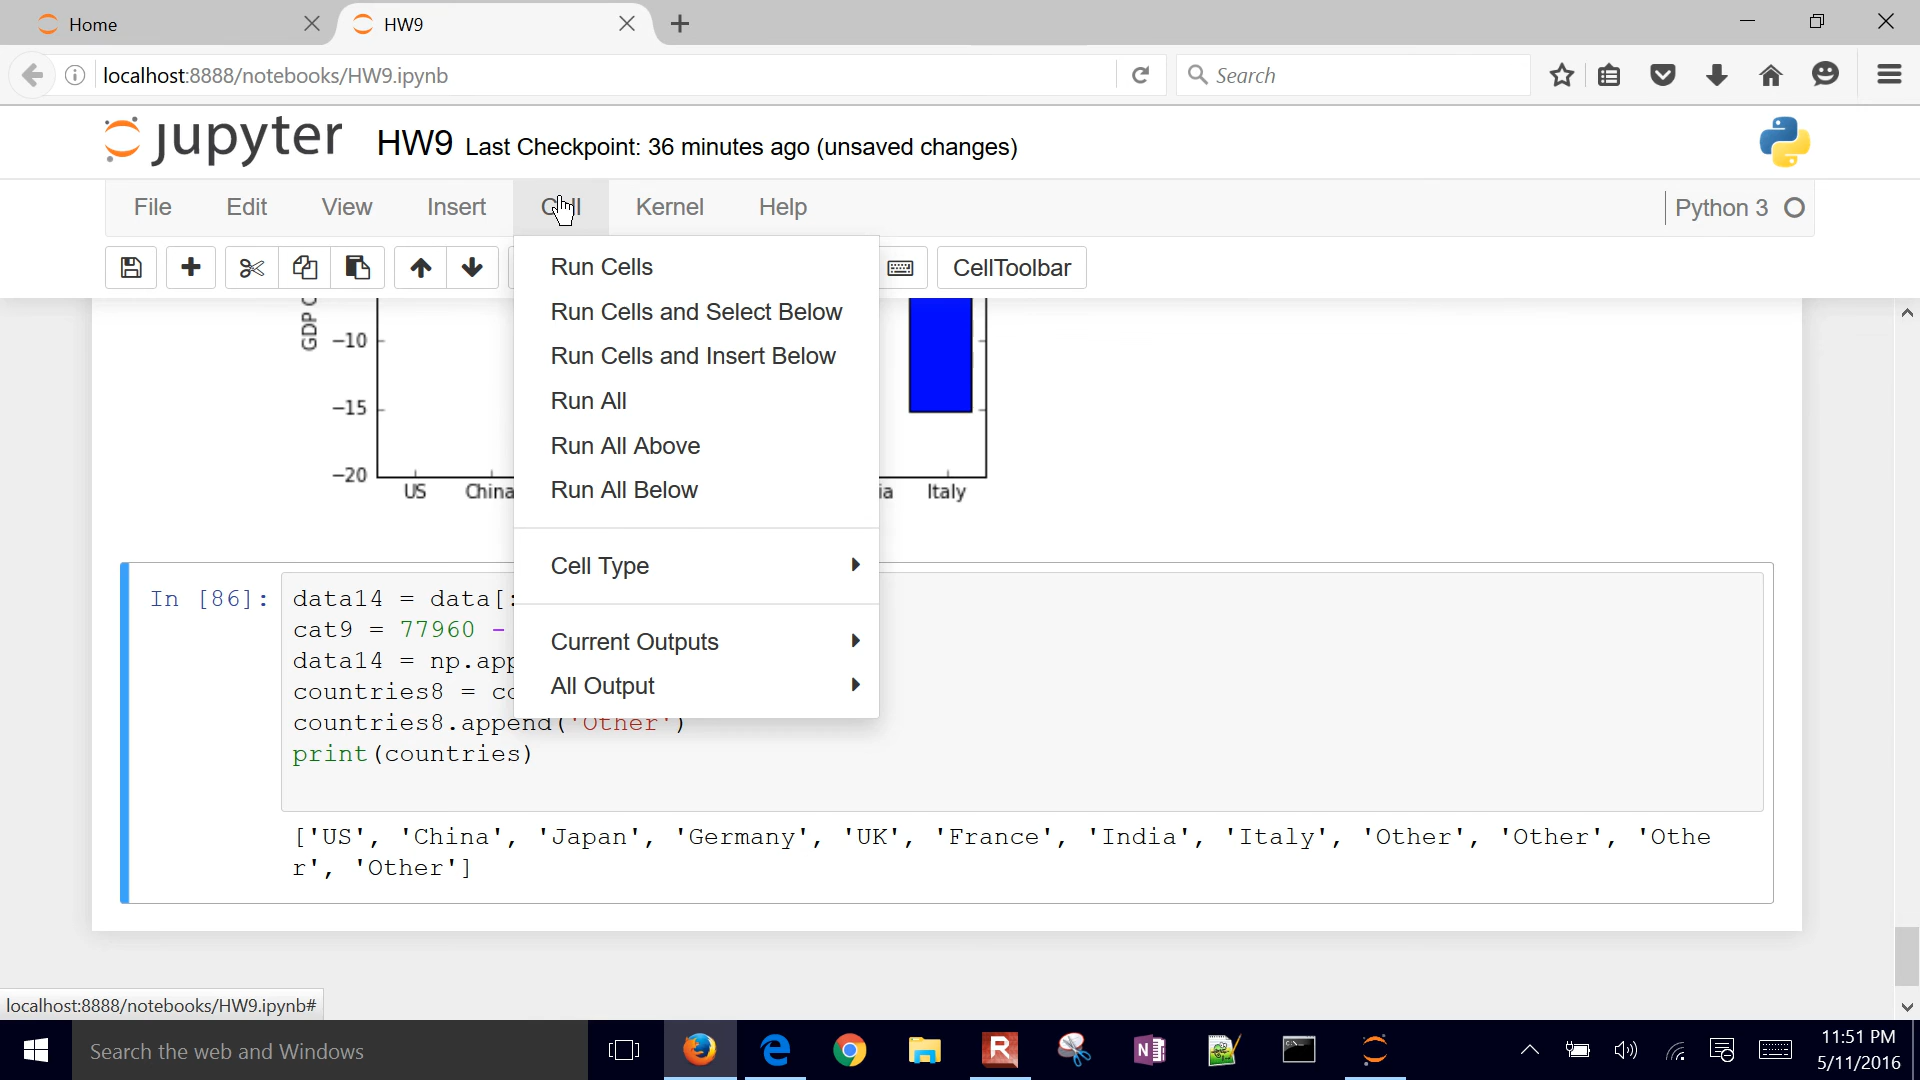 Home
HW9
localhost:8888/notebooks/HW9.ipynb
Search
jupyter
HW9 Last Checkpoint: 36 minutes ago (unsaved changes)
File Edit View Insert Kernel Help
Python 3
CellToolbar
Run Cells
Run Cells and Select Below
Run Cells and Insert Below
Run All
Run All Above
Run All Below
Cell Type
Current Outputs
All Output
GDP
-10
-15
-20
US China Italy
In [86]:
data14 = data[:
cat9 = 77960 -
data14 = np.app
countries8 = co
countries8.append('Other')
print(countries)
['US', 'China', 'Japan', 'Germany', 'UK', 'France', 'India', 'Italy', 'Other', 'Other', 'Othe
r', 'Other']
localhost:8888/notebooks/HW9.ipynb#
Search the web and Windows
11:51 PM
5/11/2016